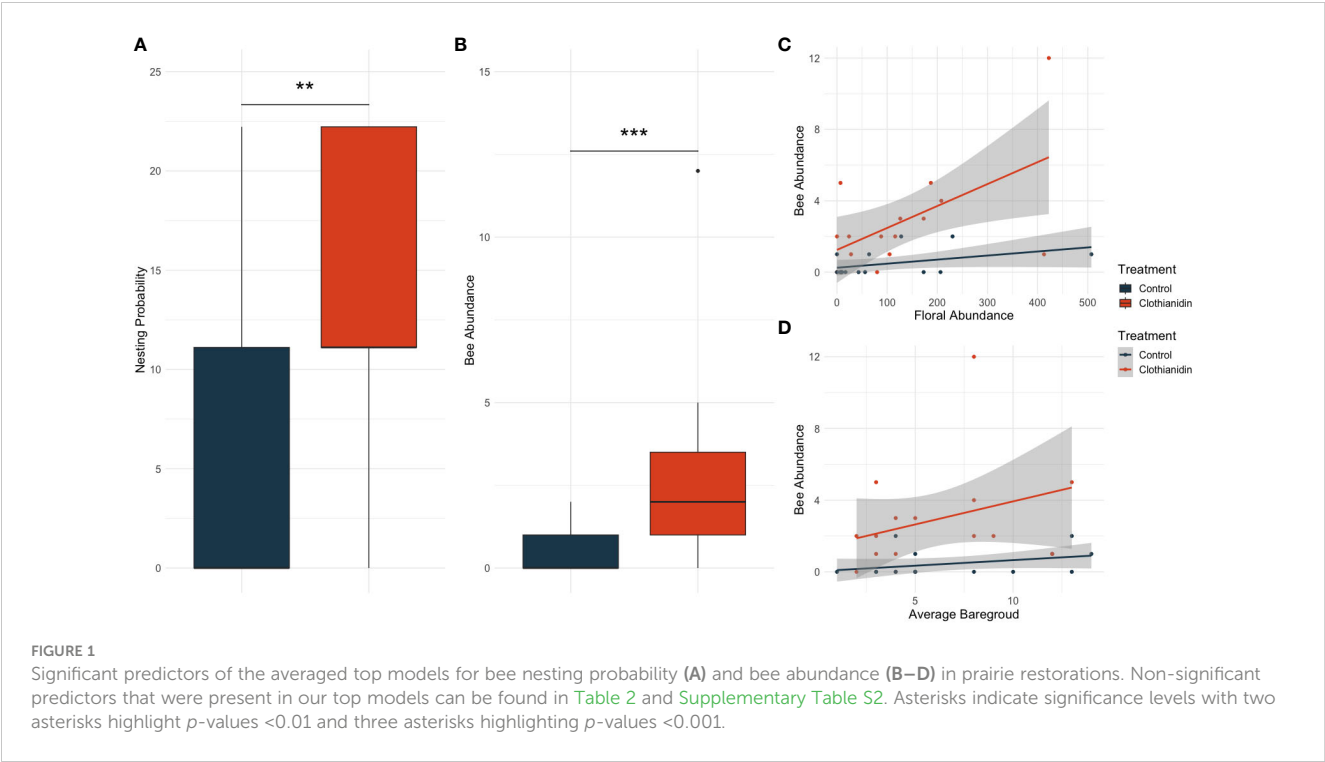 A
25
20
15
10
5
0
Nesting Probability
**
B
15
10
5
0
Bee Abundance
***
C
12
8
4
0
Bee Abundance
0 100 200 300 400 500
Floral Abundance
Treatment
Control
Clothianidin
Treatment
Control
Clothianidin
D
12
8
4
0
Bee Abundance
5 10
Average Baregroud
FIGURE 1
Significant predictors of the averaged top models for bee nesting probability (A) and bee abundance (B–D) in prairie restorations. Non-significant
predictors that were present in our top models can be found in Table 2 and Supplementary Table S2. Asterisks indicate significance levels with two
asterisks highlight p-values <0.01 and three asterisks highlighting p-values <0.001.